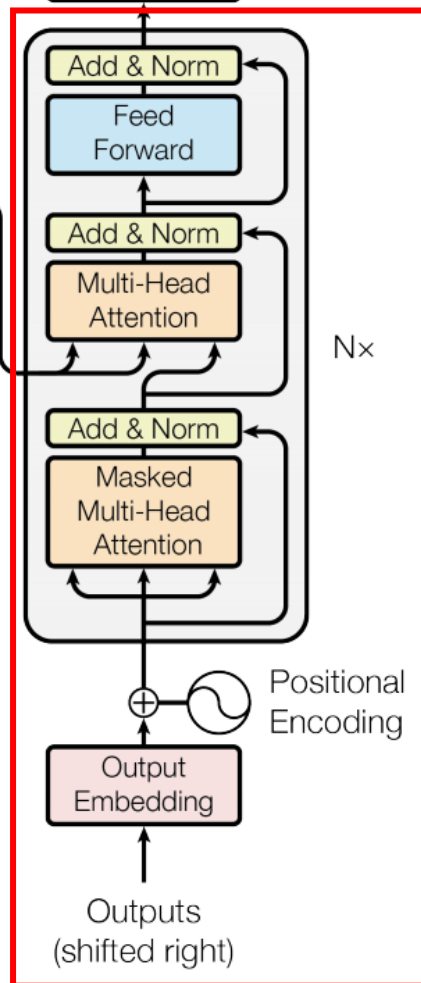 Add & Norm
Feed
Forward
Add & Norm
Multi-Head
Attention
N×
Add & Norm
Masked
Multi-Head
Attention
Positional
Encoding
Output
Embedding
Outputs
(shifted right)